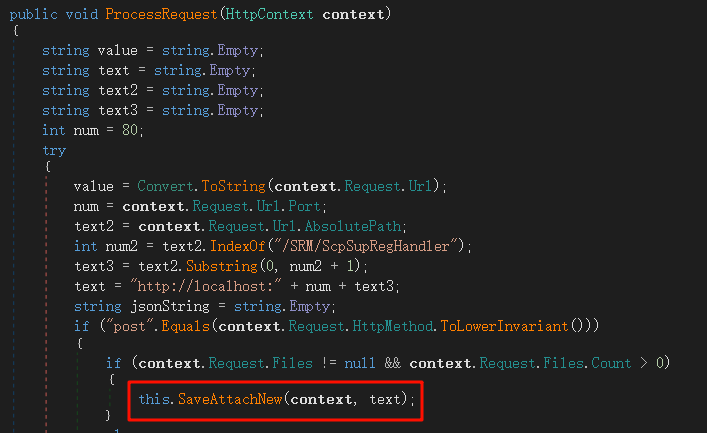 public void ProcessRequest(HttpContext context)
{
string value = string.Empty;
string text = string.Empty;
string text2 = string.Empty;
string text3 = string.Empty;
int num = 80;
try
{
value = Convert.ToString(context.Request.Url);
num = context.Request.Url.Port;
text2 = context.Request.Url.AbsolutePath;
int num2 = text2.IndexOf("/SRM/ScpSupRegHandler");
text3 = text2.Substring(0, num2 + 1);
text = "http://localhost:" + num + text3;
string jsonString = string.Empty;
if ("post".Equals(context.Request.HttpMethod.ToLowerInvariant()))
{
if (context.Request.Files != null && context.Request.Files.Count > 0)
{
this.SaveAttachNew(context, text);
}